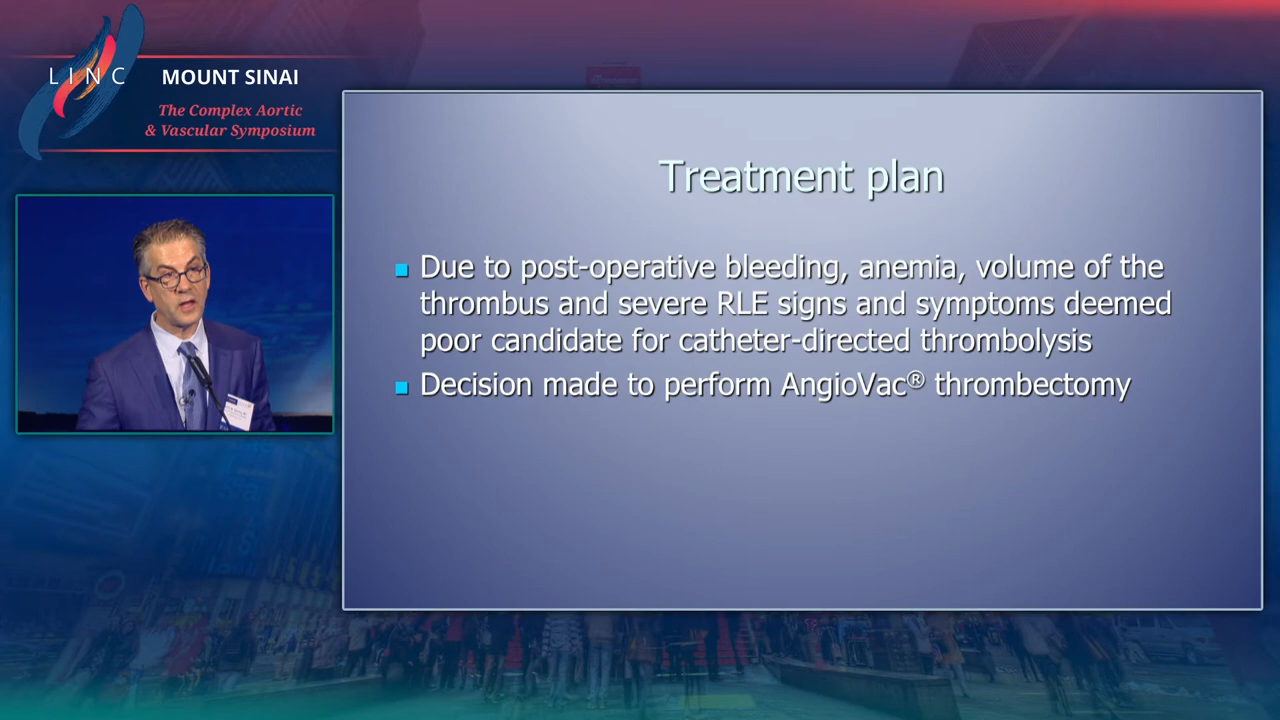 LINC
MOUNT SINAI
The Complex Aortic
& Vascular Symposium
Treatment plan
Due to post-operative bleeding, anemia, volume of the
thrombus and severe RLE signs and symptoms deemed
poor candidate for catheter-directed thrombolysis
Decision made to perform AngioVac® thrombectomy